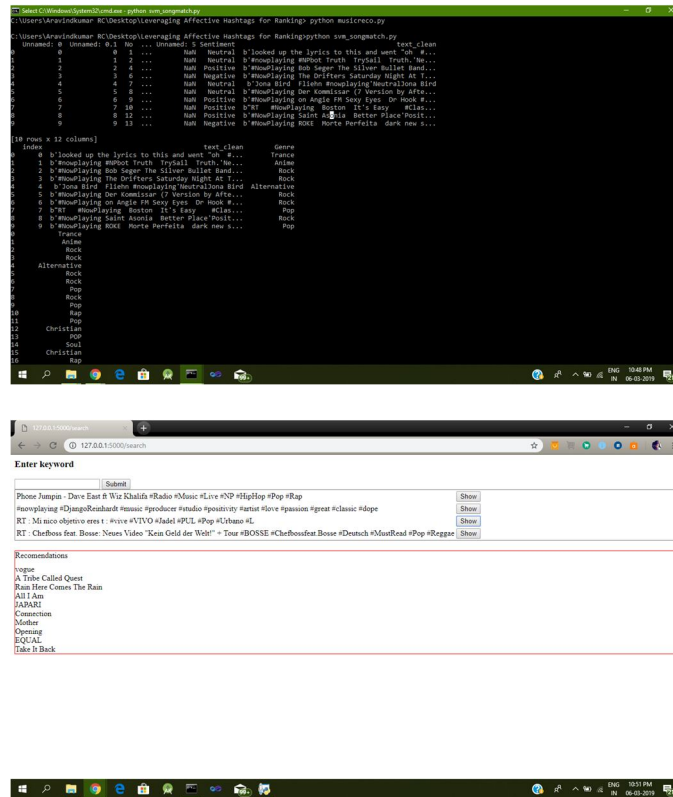 Select C:\Windows\System32\cmd.exe - python svm_songmatch.py
C:\Users\Aravindkumar RC\Desktop\Leveraging Affective Hashtags for Ranking> python musicreco.py
C:\Users\Aravindkumar RC\Desktop\Leveraging Affective Hashtags for Ranking>python svm_songmatch.py
Unnamed: 0 Unnamed: 0.1 No ... Unnamed: 5 Sentiment text_clean
0 0 0 1 ... NaN Neutral b'looked up the lyrics to this and went "oh #...
1 1 1 2 ... NaN Neutral b'#nowplaying #NPbot Truth TrySail Truth.'Ne...
2 2 2 4 ... NaN Positive b'#NowPlaying Bob Seger The Silver Bullet Band...
3 3 3 6 ... NaN Negative b'#NowPlaying The Drifters Saturday Night At T...
4 4 4 7 ... NaN Neutral b'Jona Bird Fliehn #nowplaying'NeutralJona Bird
5 5 5 8 ... NaN Neutral b'#NowPlaying Der Kommissar (7 Version by Afte...
6 6 6 9 ... NaN Positive b'#NowPlaying on Angie FM Sexy Eyes Dr Hook #...
7 7 7 10 ... NaN Positive b"RT #NowPlaying Boston It's Easy #Clas...
8 8 8 12 ... NaN Positive b'#NowPlaying Saint Asonia Better Place'Posit...
9 9 9 13 ... NaN Negative b'#NowPlaying ROKE Morte Perfeita dark new s...
[10 rows x 12 columns]
index text_clean Genre
0 0 b'looked up the lyrics to this and went "oh #... Trance
1 1 b'#nowplaying #NPbot Truth TrySail Truth.'Ne... Anime
2 2 b'#NowPlaying Bob Seger The Silver Bullet Band... Rock
3 3 b'#NowPlaying The Drifters Saturday Night At T... Rock
4 4 b'Jona Bird Fliehn #nowplaying'NeutralJona Bird Alternative
5 5 b'#NowPlaying Der Kommissar (7 Version by Afte... Rock
6 6 b'#NowPlaying on Angie FM Sexy Eyes Dr Hook #... Rock
7 7 b"RT #NowPlaying Boston It's Easy #Clas... Pop
8 8 b'#NowPlaying Saint Asonia Better Place'Posit... Rock
9 9 b'#NowPlaying ROKE Morte Perfeita dark new s... Pop
0 Trance
1 Anime
2 Rock
3 Rock
4 Alternative
5 Rock
6 Rock
7 Pop
8 Rock
9 Pop
10 Rap
11 Pop
12 Christian
13 POP
14 Soul
15 Christian
16 Rap
99+
ENG 10:48 PM
IN 06-03-2019
127.0.0.1:5000/search
127.0.0.1:5000/search
Enter keyword
Submit
Phone Jumpin - Dave East ft Wiz Khalifa #Radio #Music #Live #NP #HipHop #Pop #Rap Show
#nowplaying #DjangoReinhardt #music #producer #studio #positivity #artist #love #passion #great #classic #dope Show
RT : Mi nico objetivo eres t : #vive #VIVO #Jadel #PUL #Pop #Urbano #L Show
RT : Chefboss feat. Bosse: Neues Video "Kein Geld der Welt!" + Tour #BOSSE #Chefbossfeat.Bosse #Deutsch #MustRead #Pop #Reggae Show
Recomendations
vogue
A Tribe Called Quest
Rain Here Comes The Rain
All I Am
JAPARI
Connection
Mother
Opening
EQUAL
Take It Back
99+
ENG 10:51 PM
IN 06-03-2019